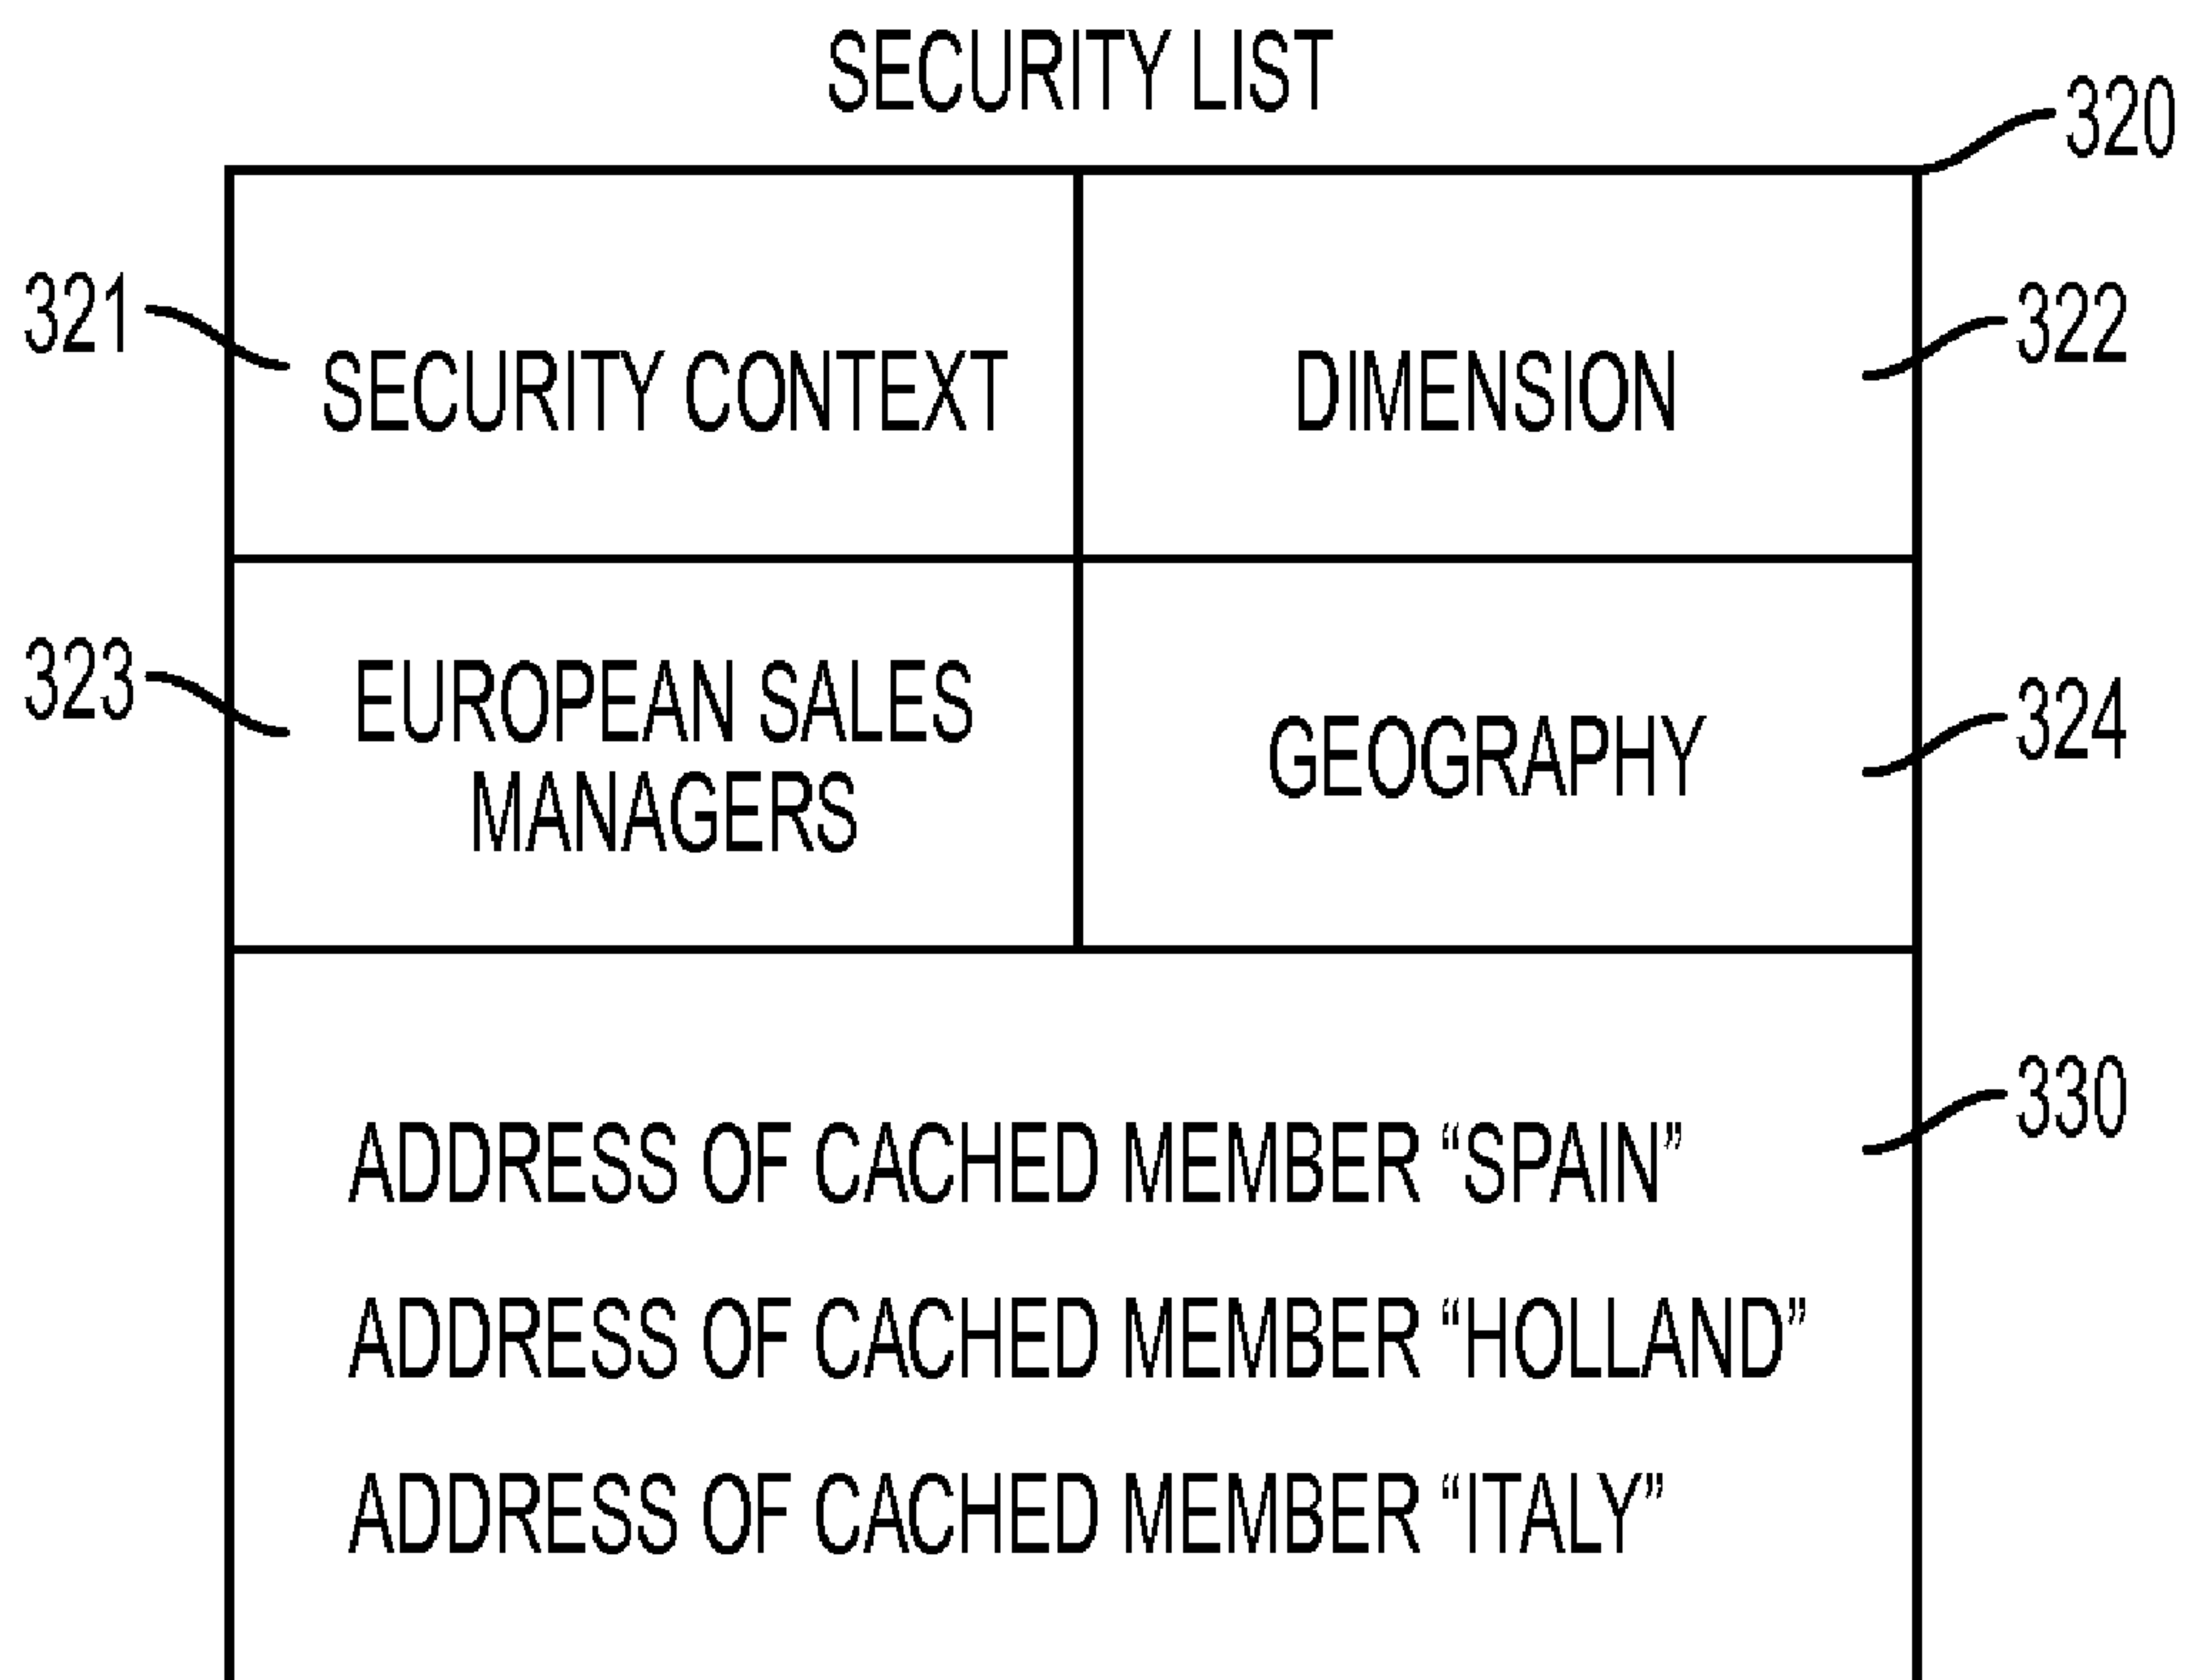 SECURITY LIST
320
321
SECURITY CONTEXT
DIMENSION
322
323
EUROPEAN SALES
MANAGERS
GEOGRAPHY
324
330
ADDRESS OF CACHED MEMBER “SPAIN”
ADDRESS OF CACHED MEMBER “HOLLAND”
ADDRESS OF CACHED MEMBER “ITALY”